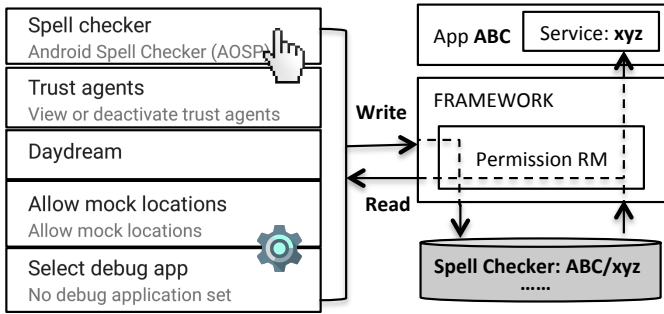 Spell checker
Android Spell Checker (AOSP)
Trust agents
View or deactivate trust agents
Daydream
Allow mock locations
Allow mock locations
Select debug app
No debug application set
Write
Read
App ABC
Service: xyz
FRAMEWORK
Permission RM
Spell Checker: ABC/xyz
......